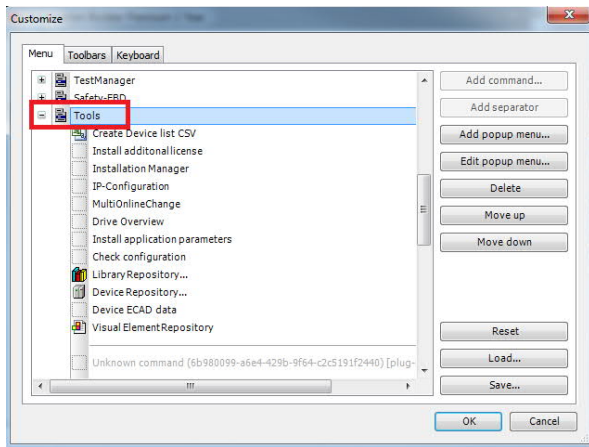 Customize
Menu
Toolbars
Keyboard
TestManager
Safety-FBD
Tools
Create Device list CSV
Install additonal license
Installation Manager
IP-Configuration
MultiOnlineChange
Drive Overview
Install application parameters
Check configuration
Library Repository...
Device Repository...
Device ECAD data
Visual Element Repository
Unknown command (6b980099-a6e4-429b-9f64-c2c5191f2440) [plug-
Add command...
Add separator
Add popup menu...
Edit popup menu...
Delete
Move up
Move down
Reset
Load...
Save...
OK
Cancel